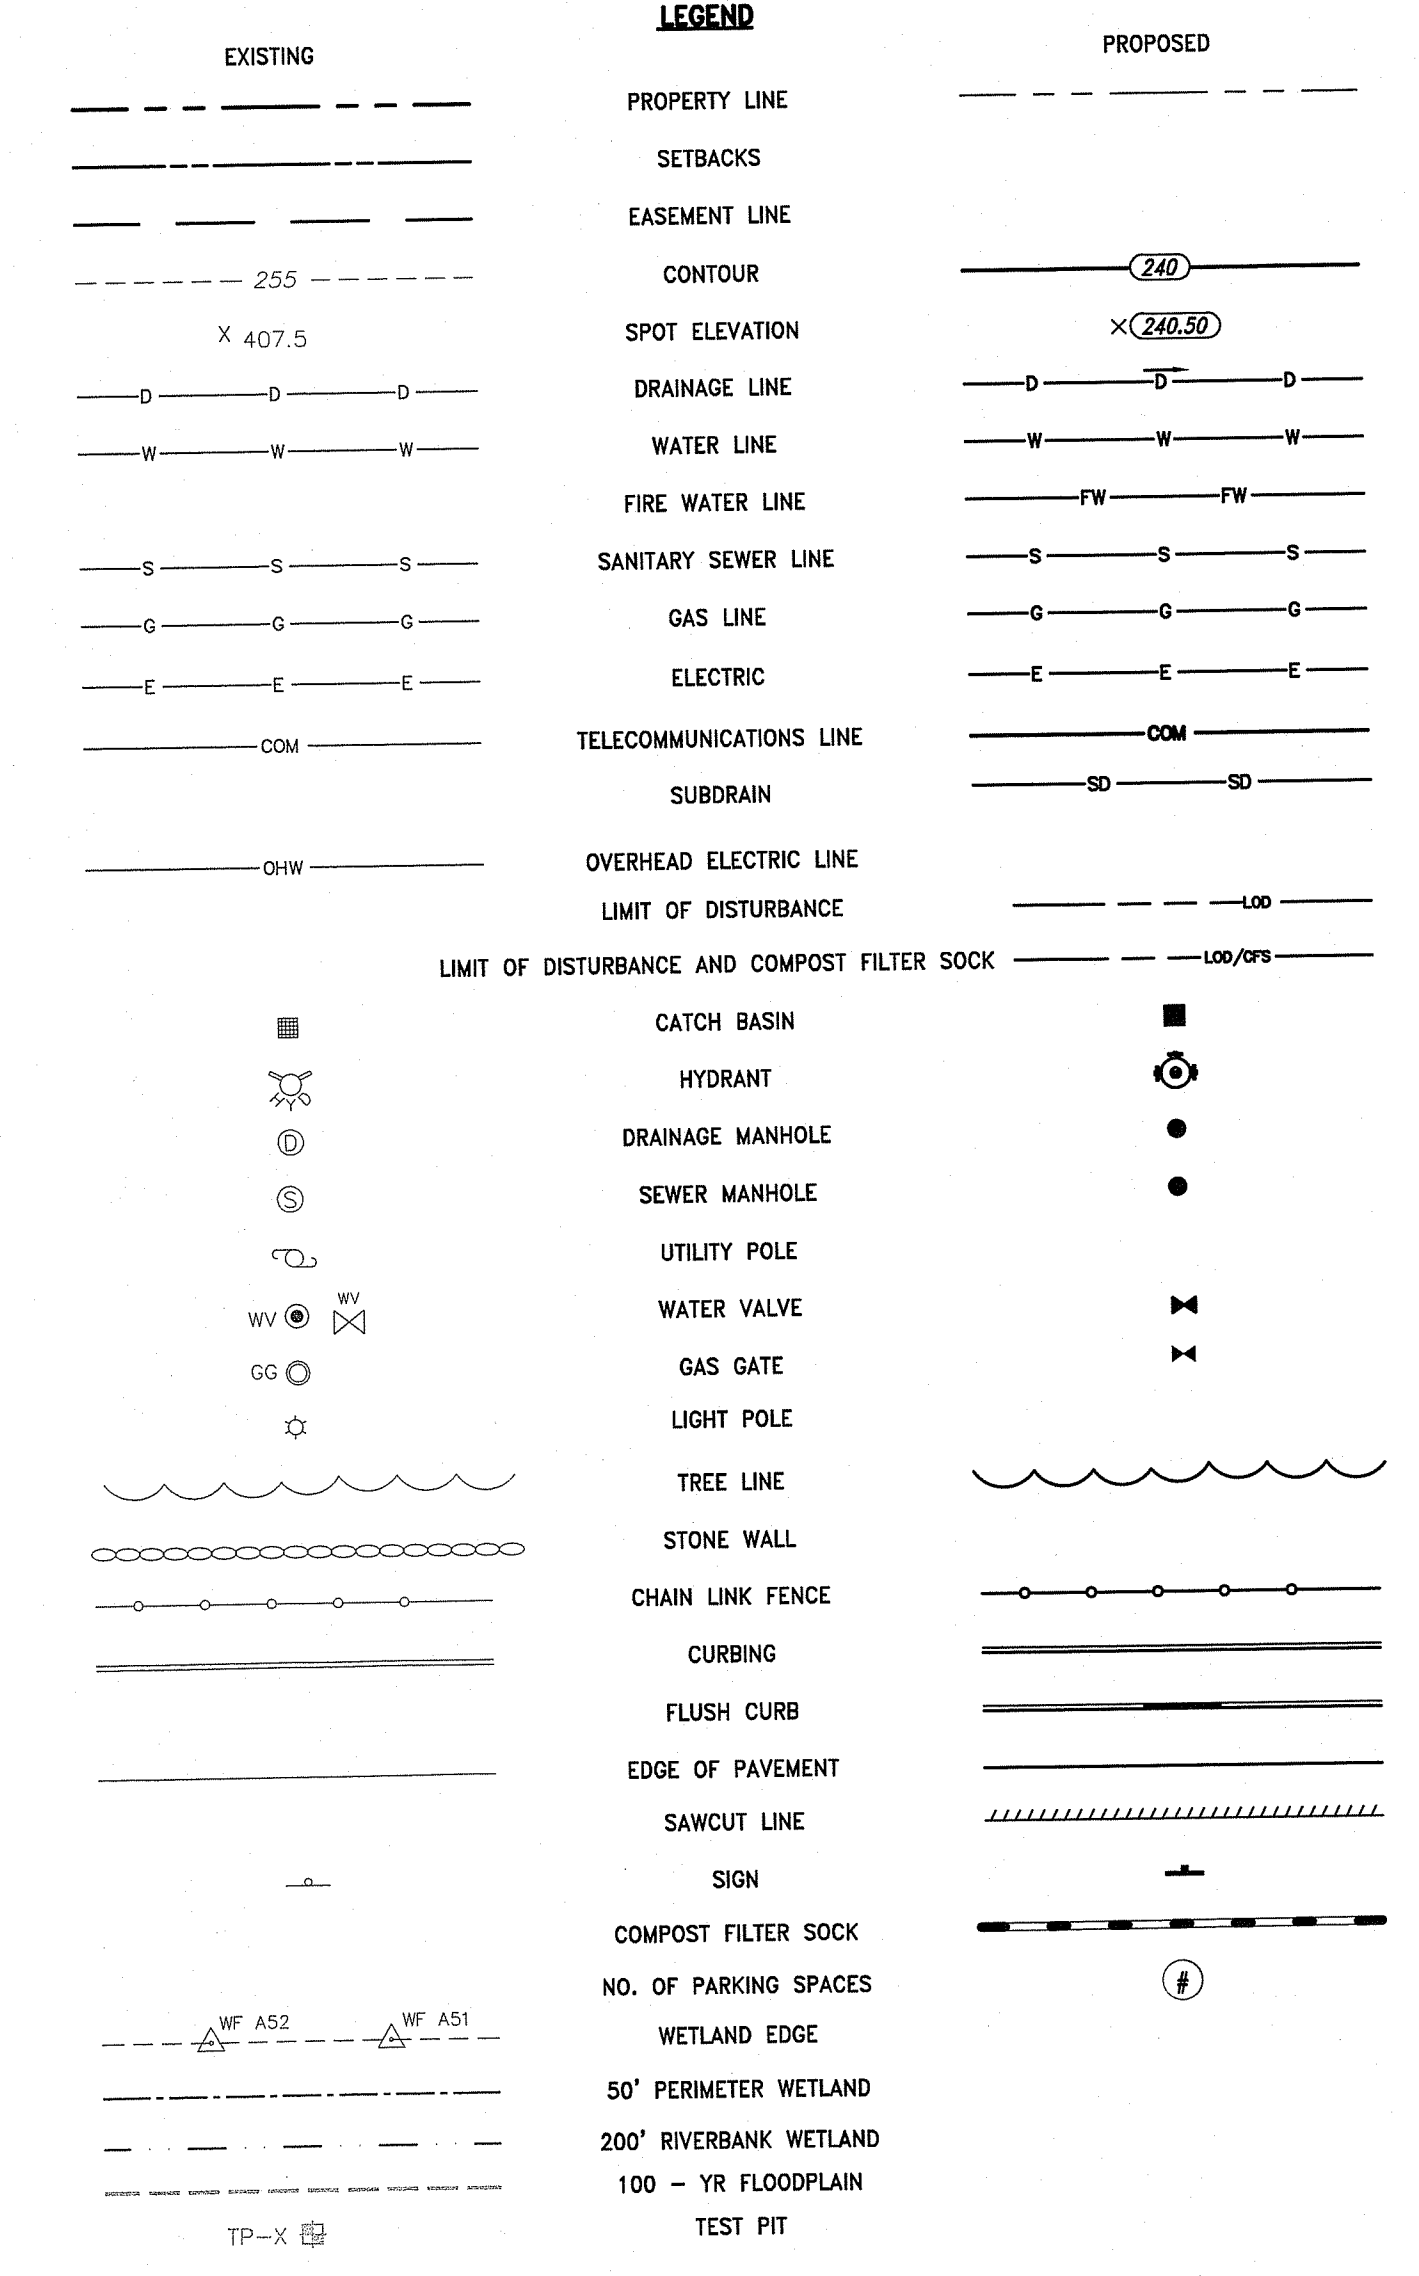 LEGEND
EXISTING PROPOSED
PROPERTY LINE
SETBACKS
EASEMENT LINE
255 CONTOUR 240
X 407.5 SPOT ELEVATION ×240.50
D D D DRAINAGE LINE D D D
W W W WATER LINE W W W
FIRE WATER LINE FW FW
S S S SANITARY SEWER LINE S S S
G G G GAS LINE G G G
E E E ELECTRIC E E E
COM TELECOMMUNICATIONS LINE COM
SUBDRAIN SD SD
OHW OVERHEAD ELECTRIC LINE
LIMIT OF DISTURBANCE LOD
LIMIT OF DISTURBANCE AND COMPOST FILTER SOCK LOD/CFS
CATCH BASIN
HYD HYDRANT
D DRAINAGE MANHOLE
S SEWER MANHOLE
UTILITY POLE
WV WV WATER VALVE
GG GAS GATE
LIGHT POLE
TREE LINE
STONE WALL
CHAIN LINK FENCE
CURBING
FLUSH CURB
EDGE OF PAVEMENT
SAWCUT LINE
SIGN
COMPOST FILTER SOCK
NO. OF PARKING SPACES #
WF A52 WF A51 WETLAND EDGE
50' PERIMETER WETLAND
200' RIVERBANK WETLAND
100 - YR FLOODPLAIN
TP-X TEST PIT